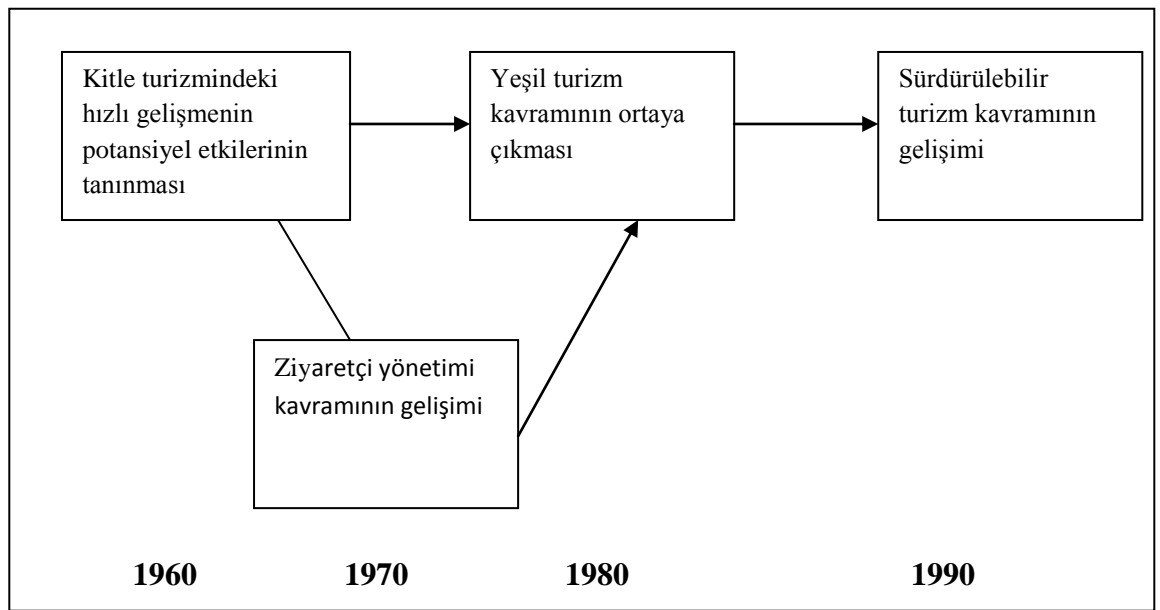 Kitle turizmindeki
hızlı gelişmenin
potansiyel etkilerinin
tanınması
Yeşil turizm
kavramının ortaya
çıkması
Sürdürülebilir
turizm kavramının
gelişimi
Ziyaretçi yönetimi
kavramının gelişimi
1960 1970 1980 1990